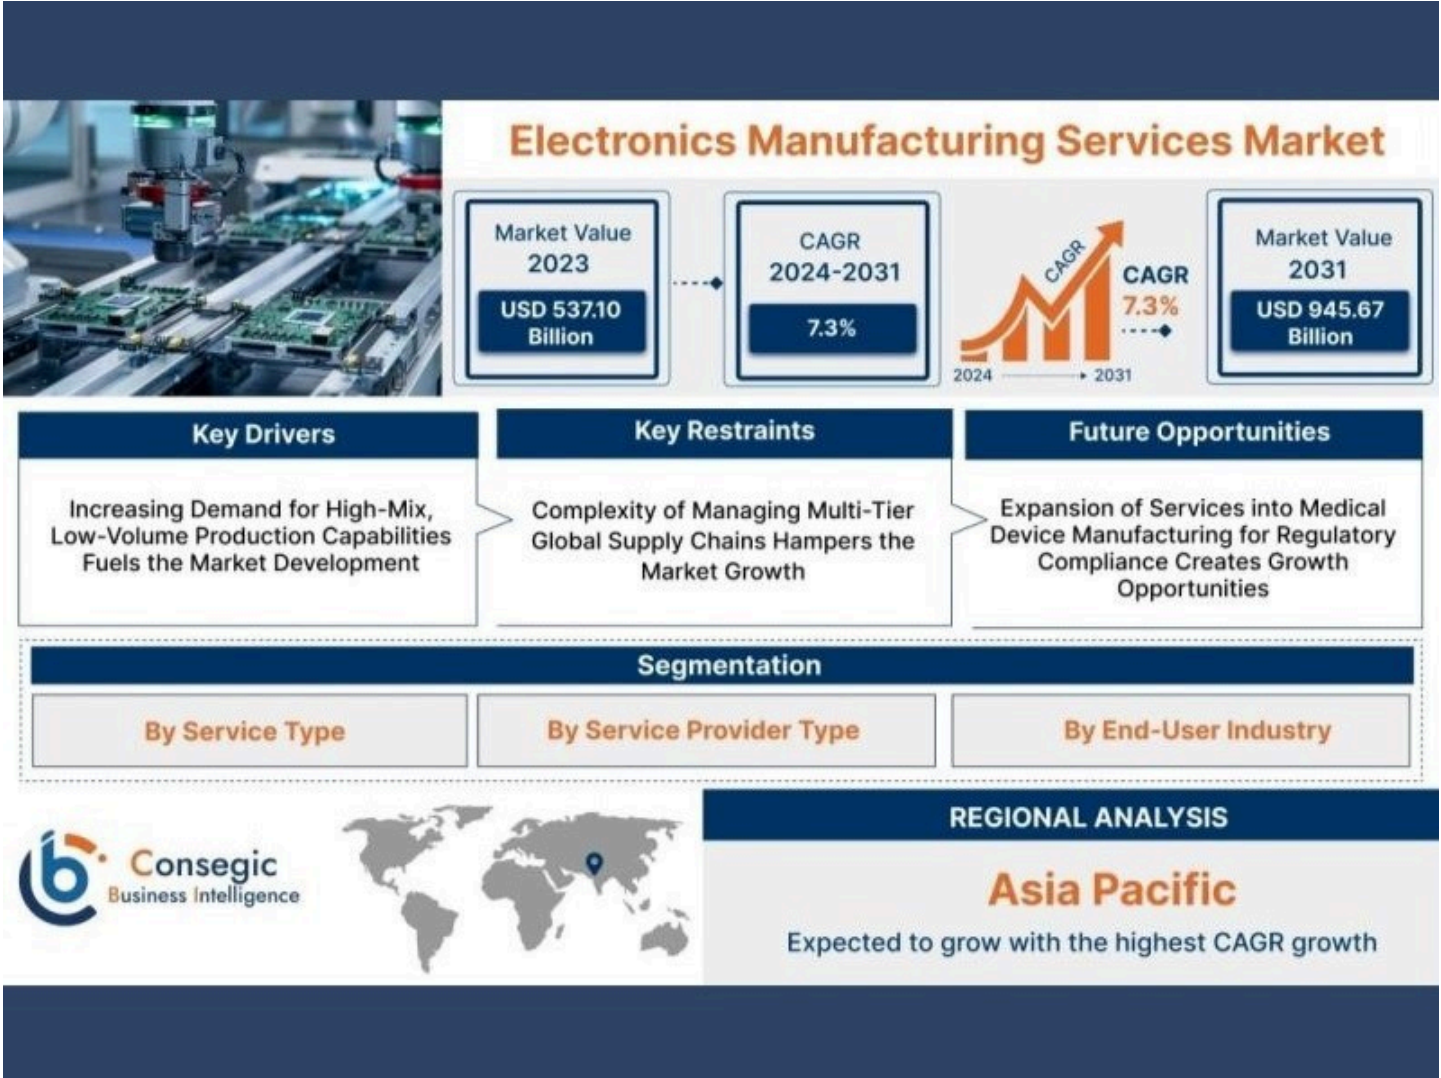 Electronics Manufacturing Services Market
Market Value
2023
USD 537.10
Billion
CAGR
2024-2031
7.3%
CAGR
CAGR
7.3%
2024
2031
Market Value
2031
USD 945.67
Billion
Key Drivers
Increasing Demand for High-Mix,
Low-Volume Production Capabilities
Fuels the Market Development
Key Restraints
Complexity of Managing Multi-Tier
Global Supply Chains Hampers the
Market Growth
Future Opportunities
Expansion of Services into Medical
Device Manufacturing for Regulatory
Compliance Creates Growth
Opportunities
Segmentation
By Service Type
By Service Provider Type
By End-User Industry
Consegic
Business Intelligence
REGIONAL ANALYSIS
Asia Pacific
Expected to grow with the highest CAGR growth